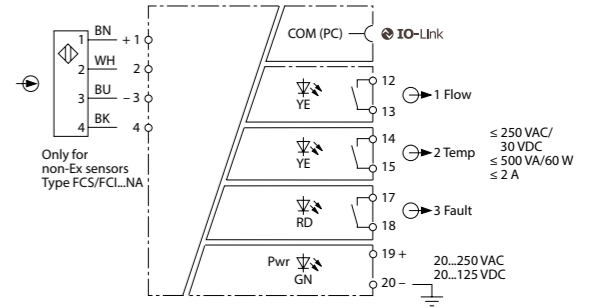 COM (PC) IO-Link
1 BN + 1
2 WH 2
3 BU – 3
4 BK 4
Only for
non-Ex sensors
Type FCS/FCI...NA
YE 12 13 1 Flow
YE 14 15 2 Temp
≤ 250 VAC/
30 VDC
≤ 500 VA/60 W
≤ 2 A
RD 17 18 3 Fault
Pwr GN 19 + 20 –
20...250 VAC
20...125 VDC